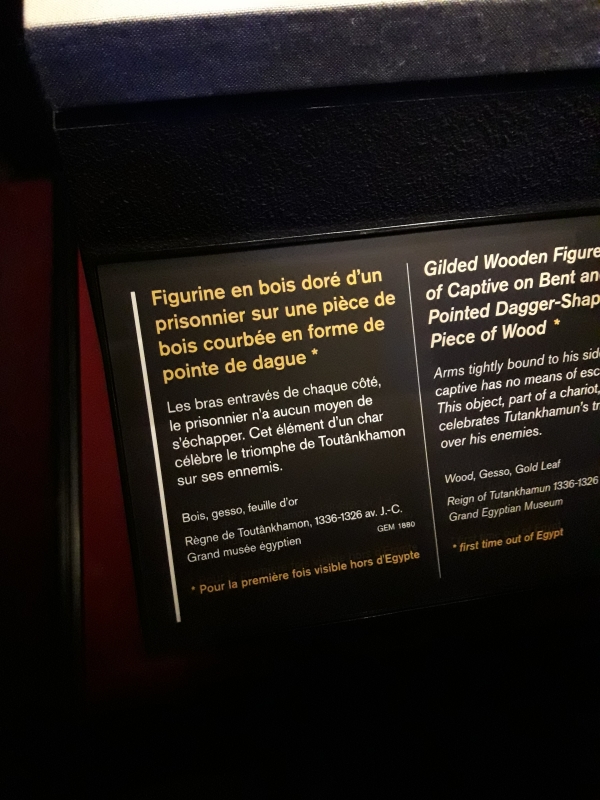 Figurine en bois doré d'un
prisonnier sur une pièce de
bois courbée en forme de
pointe de dague *
Les bras entravés de chaque côté,
le prisonnier n'a aucun moyen de
s'échapper. Cet élément d'un char
célèbre le triomphe de Toutânkhamon
sur ses ennemis.
Bois, gesso, feuille d'or
Règne de Toutânkhamon, 1336-1326 av. J.-C.
Grand musée égyptien
GEM 1880
* Pour la première fois visible hors d'Egypte
Gilded Wooden Figure
of Captive on Bent and
Pointed Dagger-Shap
Piece of Wood *
Arms tightly bound to his sid
captive has no means of esc
This object, part of a chariot,
celebrates Tutankhamun's tr
over his enemies.
Wood, Gesso, Gold Leaf
Reign of Tutankhamun 1336-1326
Grand Egyptian Museum
* first time out of Egypt